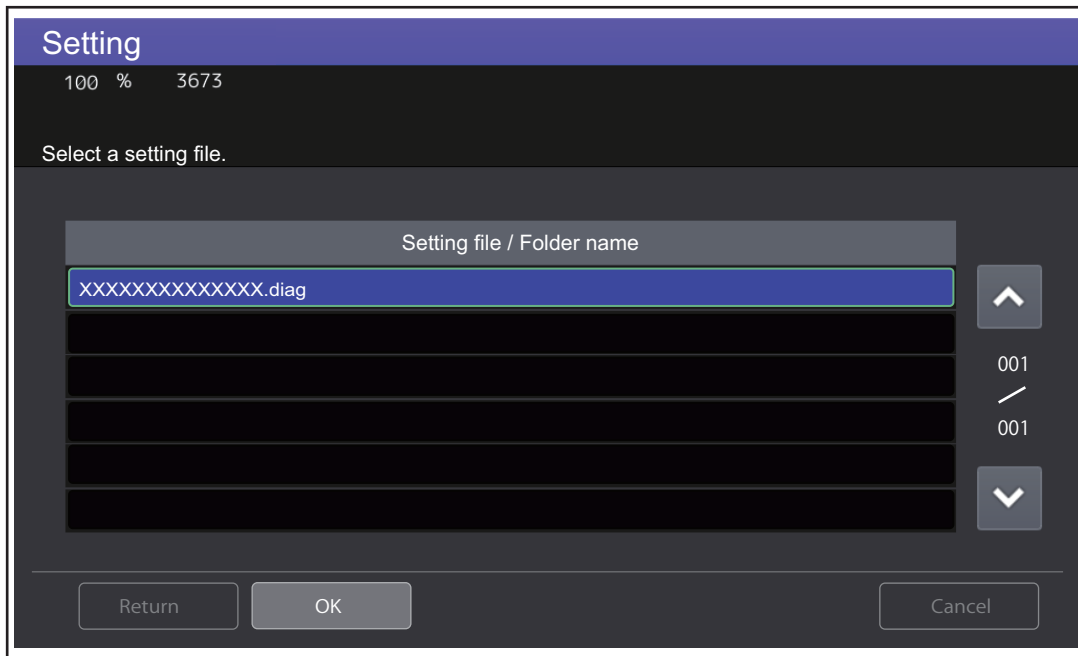 Setting
100 % 3673
Select a setting file.
Setting file / Folder name
XXXXXXXXXXXXXX.diag
001
001
Return OK Cancel